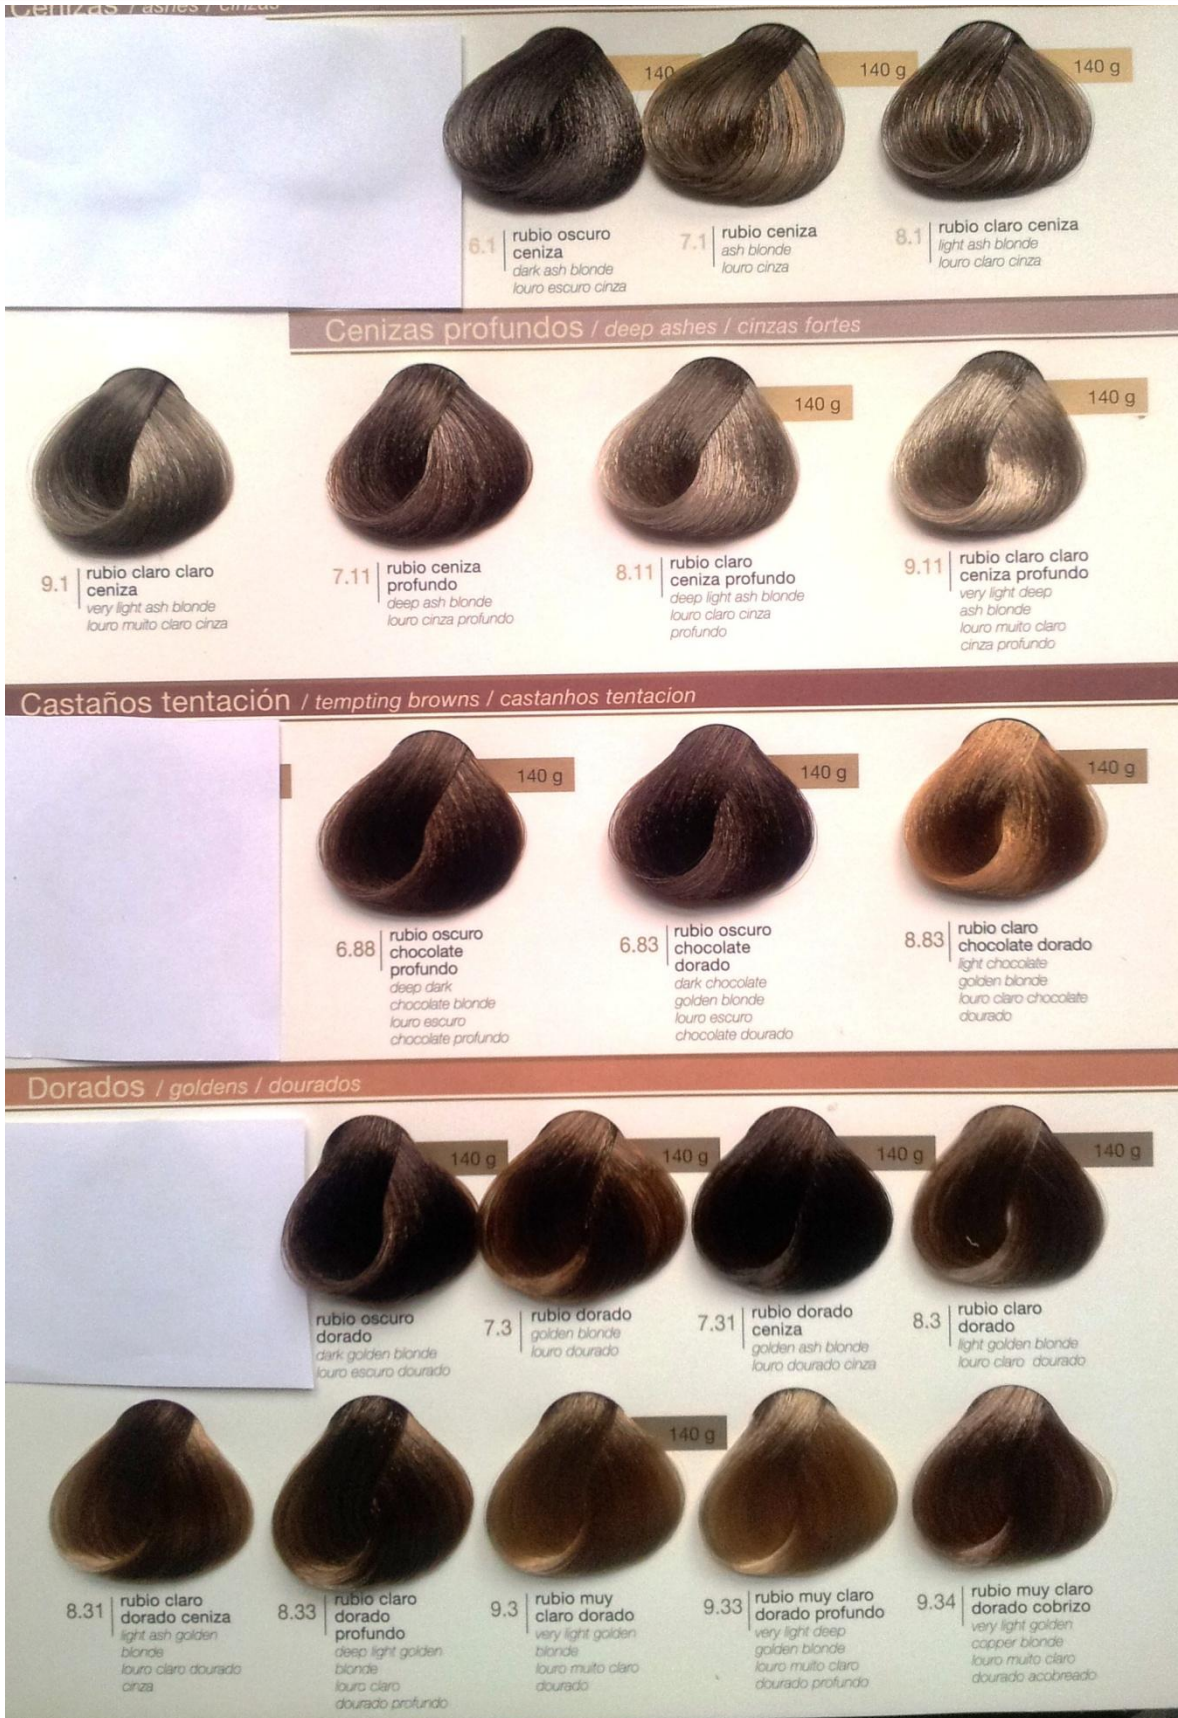 Cenizas / ashes / cinzas
140
140 g
140 g
6.1
rubio oscuro
ceniza
dark ash blonde
louro escuro cinza
7.1
rubio ceniza
ash blonde
louro cinza
8.1
rubio claro ceniza
light ash blonde
louro claro cinza
Cenizas profundos / deep ashes / cinzas fortes
140 g
140 g
9.1
rubio claro claro
ceniza
very light ash blonde
louro muito claro cinza
7.11
rubio ceniza
profundo
deep ash blonde
louro cinza profundo
8.11
rubio claro
ceniza profundo
deep light ash blonde
louro claro cinza
profundo
9.11
rubio claro claro
ceniza profundo
very light deep
ash blonde
louro muito claro
cinza profundo
Castaños tentación / tempting browns / castanhos tentacion
140 g
140 g
140 g
6.88
rubio oscuro
chocolate
profundo
deep dark
chocolate blonde
louro escuro
chocolate profundo
6.83
rubio oscuro
chocolate
dorado
dark chocolate
golden blonde
louro escuro
chocolate dourado
8.83
rubio claro
chocolate dorado
light chocolate
golden blonde
louro claro chocolate
dourado
Dorados / goldens / dourados
140 g
140 g
140 g
140 g
rubio oscuro
dorado
dark golden blonde
louro escuro dourado
7.3
rubio dorado
golden blonde
louro dourado
7.31
rubio dorado
ceniza
golden ash blonde
louro dourado cinza
8.3
rubio claro
dorado
light golden blonde
louro claro dourado
140 g
8.31
rubio claro
dorado ceniza
light ash golden
blonde
louro claro dourado
cinza
8.33
rubio claro
dorado
profundo
deep light golden
blonde
louro claro
dourado profundo
9.3
rubio muy
claro dorado
very light golden
blonde
louro muito claro
dourado
9.33
rubio muy claro
dorado profundo
very light deep
golden blonde
louro muito claro
dourado profundo
9.34
rubio muy claro
dorado cobrizo
very light golden
copper blonde
louro muito claro
dourado acobreado